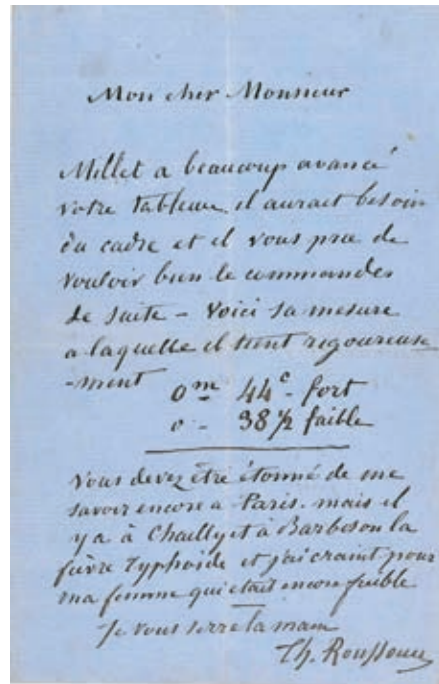 Mon cher Monsieur
Millet a beaucoup avancé
votre tableau il aurait besoin
du cadre et il vous prie de
vouloir bien le commander
de suite - Voici sa mesure
a laquelle il tient rigoureuse
-ment
0m 44c - fort
0 - 38 1/2 faible
Vous devez être étonné de me
savoir encore a Paris. mais il
y a à Chailly et à Barbison la
fièvre Typhoïde et j'ai craint pour
ma femme qui etait encore faible
Je vous serre la main
Th. Rousseau